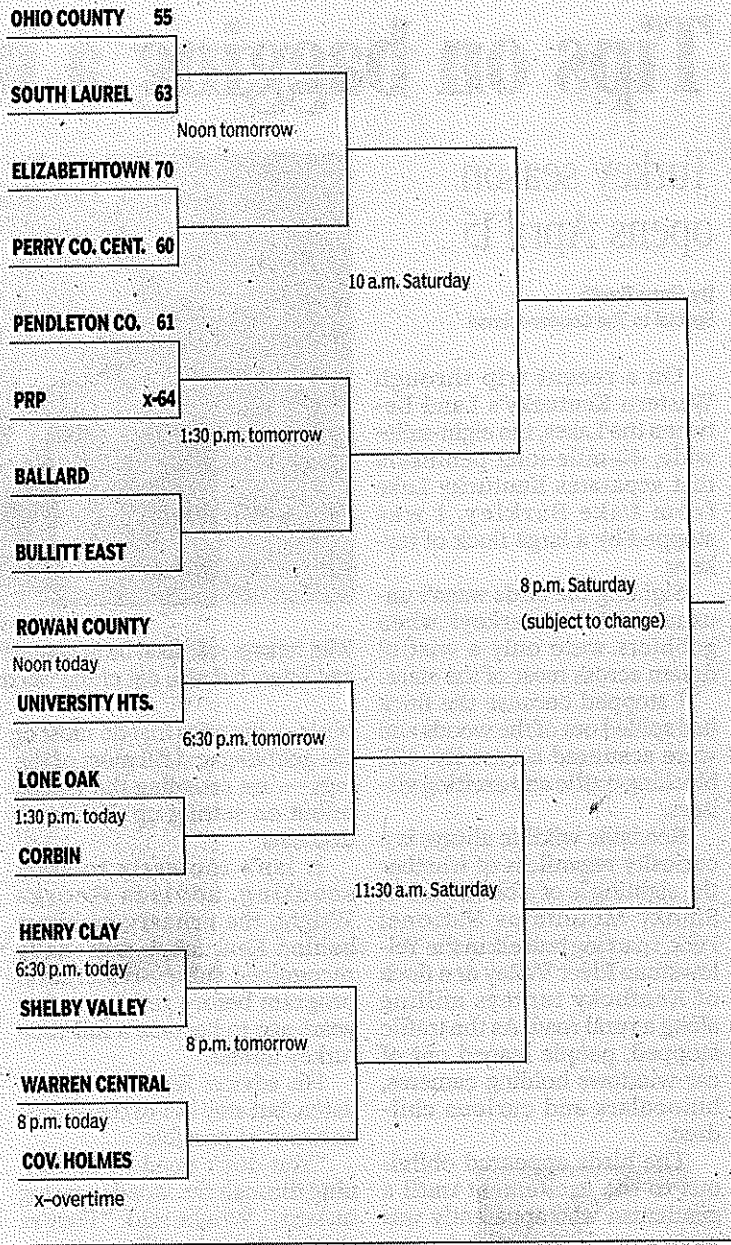 OHIO COUNTY 55
SOUTH LAUREL 63
Noon tomorrow
ELIZABETHTOWN 70
PERRY CO. CENT. 60
10 a.m. Saturday
PENDLETON CO. 61
PRP x-64
1:30 p.m. tomorrow
BALLARD
BULLITT EAST
8 p.m. Saturday
(subject to change)
ROWAN COUNTY
Noon today
UNIVERSITY HTS.
6:30 p.m. tomorrow
LONE OAK
1:30 p.m. today
CORBIN
11:30 a.m. Saturday
HENRY CLAY
6:30 p.m. today
SHELBY VALLEY
8 p.m. tomorrow
WARREN CENTRAL
8 p.m. today
COV. HOLMES
x-overtime